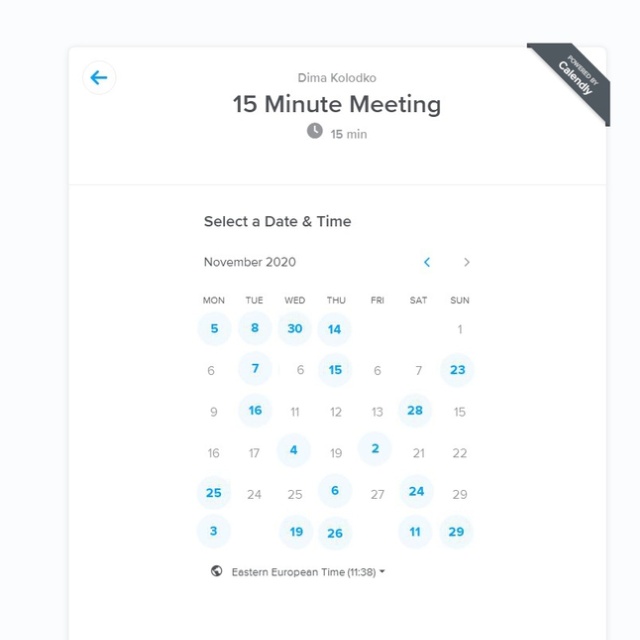 POWERED BY
Calendly
Dima Kolodko
15 Minute Meeting
15 min
Select a Date & Time
November 2020
MON TUE WED THU FRI SAT SUN
5 8 30 14 1
6 7 6 15 6 7 23
9 16 11 12 13 28 15
16 17 4 19 2 21 22
25 24 25 6 27 24 29
3 19 26 11 29
Eastern European Time (11:38)